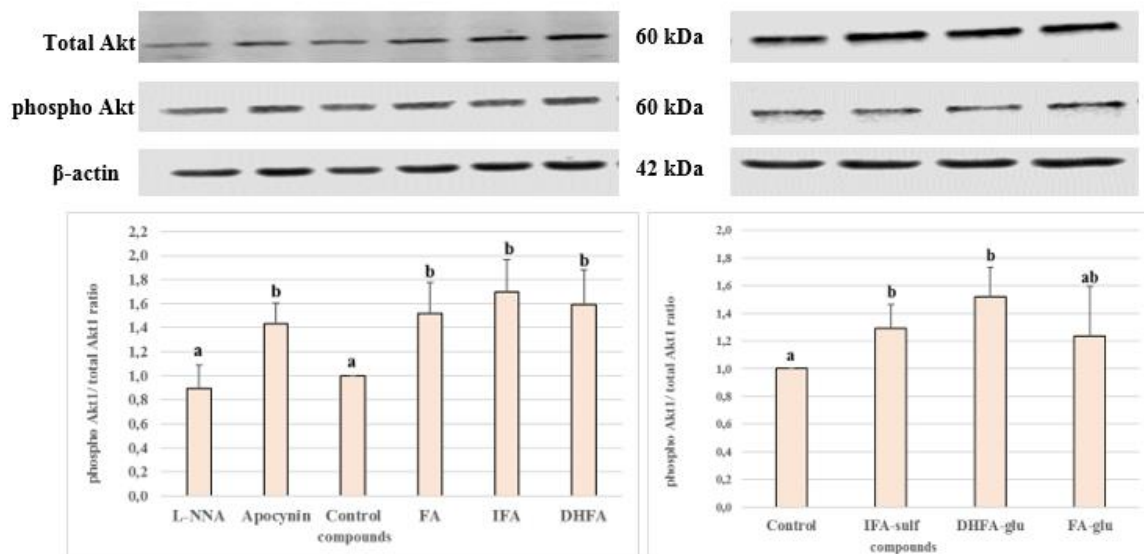 Total Akt 60 kDa
phospho Akt 60 kDa
β-actin 42 kDa
2,2
2,0
1,8
1,6
1,4
1,2
1,0
0,8
0,6
0,4
0,2
0,0
phospho Akt1/ total Akt1 ratio
a b a b b b
L-NNA Apocynin Control FA IFA DHFA
compounds
2,0
1,8
1,6
1,4
1,2
1,0
0,8
0,6
0,4
0,2
0,0
phospho Akt1/ total Akt1 ratio
a b b ab
Control IFA-sulf DHFA-glu FA-glu
compounds